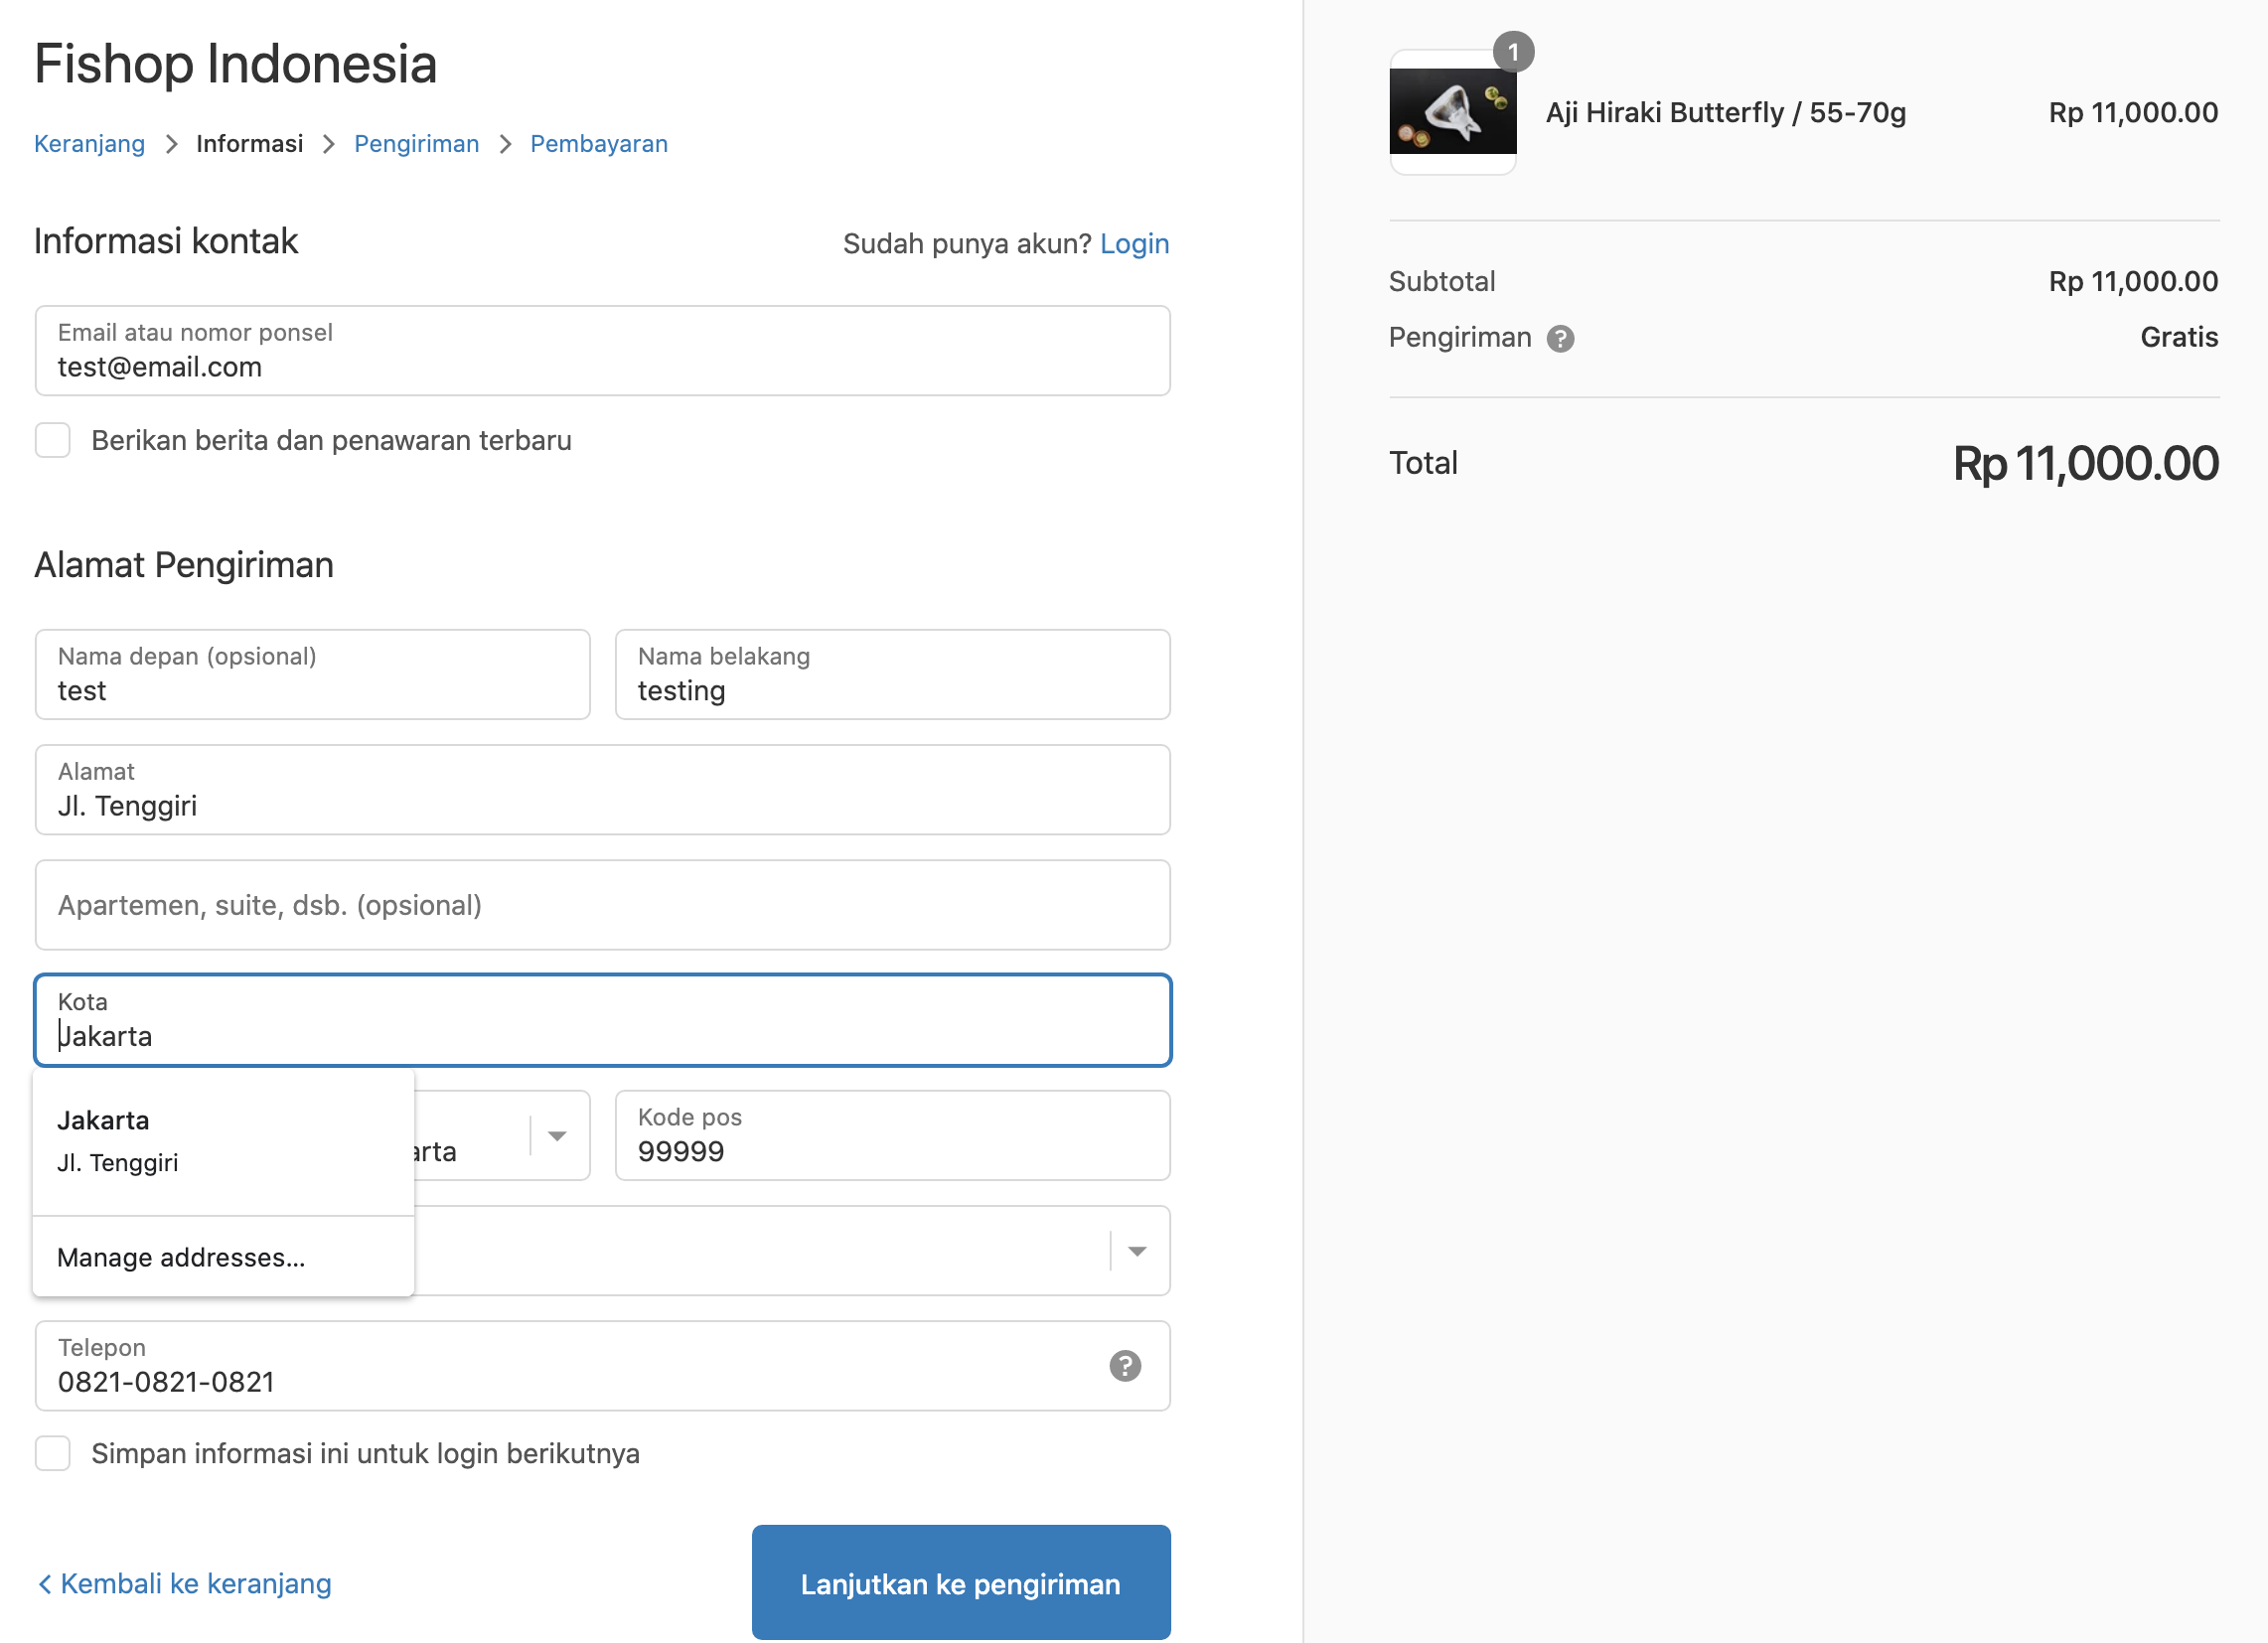 Fishop Indonesia
Keranjang > Informasi > Pengiriman > Pembayaran
Informasi kontak
Sudah punya akun? Login
Email atau nomor ponsel
test@email.com
Berikan berita dan penawaran terbaru
Alamat Pengiriman
Nama depan (opsional)
test
Nama belakang
testing
Alamat
Jl. Tenggiri
Apartemen, suite, dsb. (opsional)
Kota
Jakarta
Jakarta
Jl. Tenggiri
Manage addresses...
Kode pos
99999
Telepon
0821-0821-0821
?
Simpan informasi ini untuk login berikutnya
< Kembali ke keranjang
Lanjutkan ke pengiriman
1
Aji Hiraki Butterfly / 55-70g
Rp 11,000.00
Subtotal
Rp 11,000.00
Pengiriman ?
Gratis
Total
Rp 11,000.00